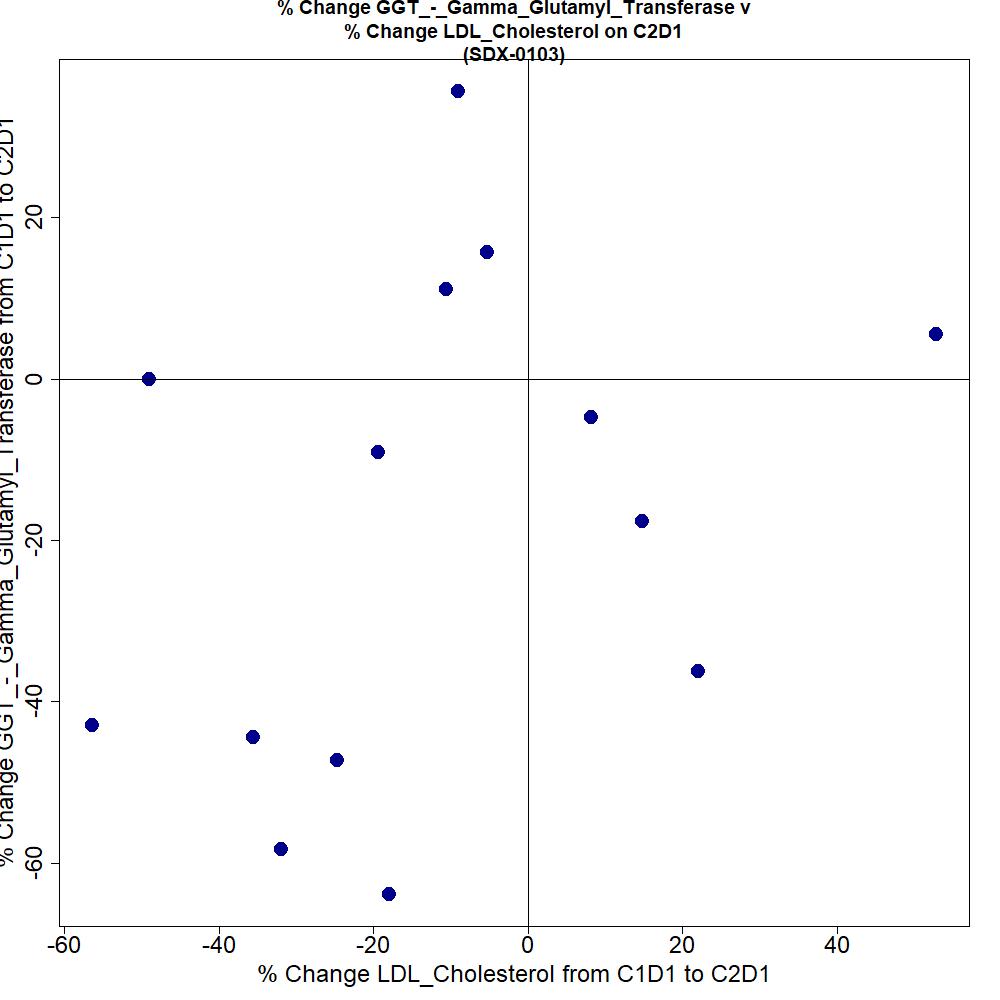 % Change GGT_-_Gamma_Glutamyl_Transferase v
% Change LDL_Cholesterol on C2D1
(SDX-0103)
% Change GGT_-_Gamma_Glutamyl_Transferase from C1D1 to C2D1
20
0
-20
-40
-60
-60 -40 -20 0 20 40
% Change LDL_Cholesterol from C1D1 to C2D1